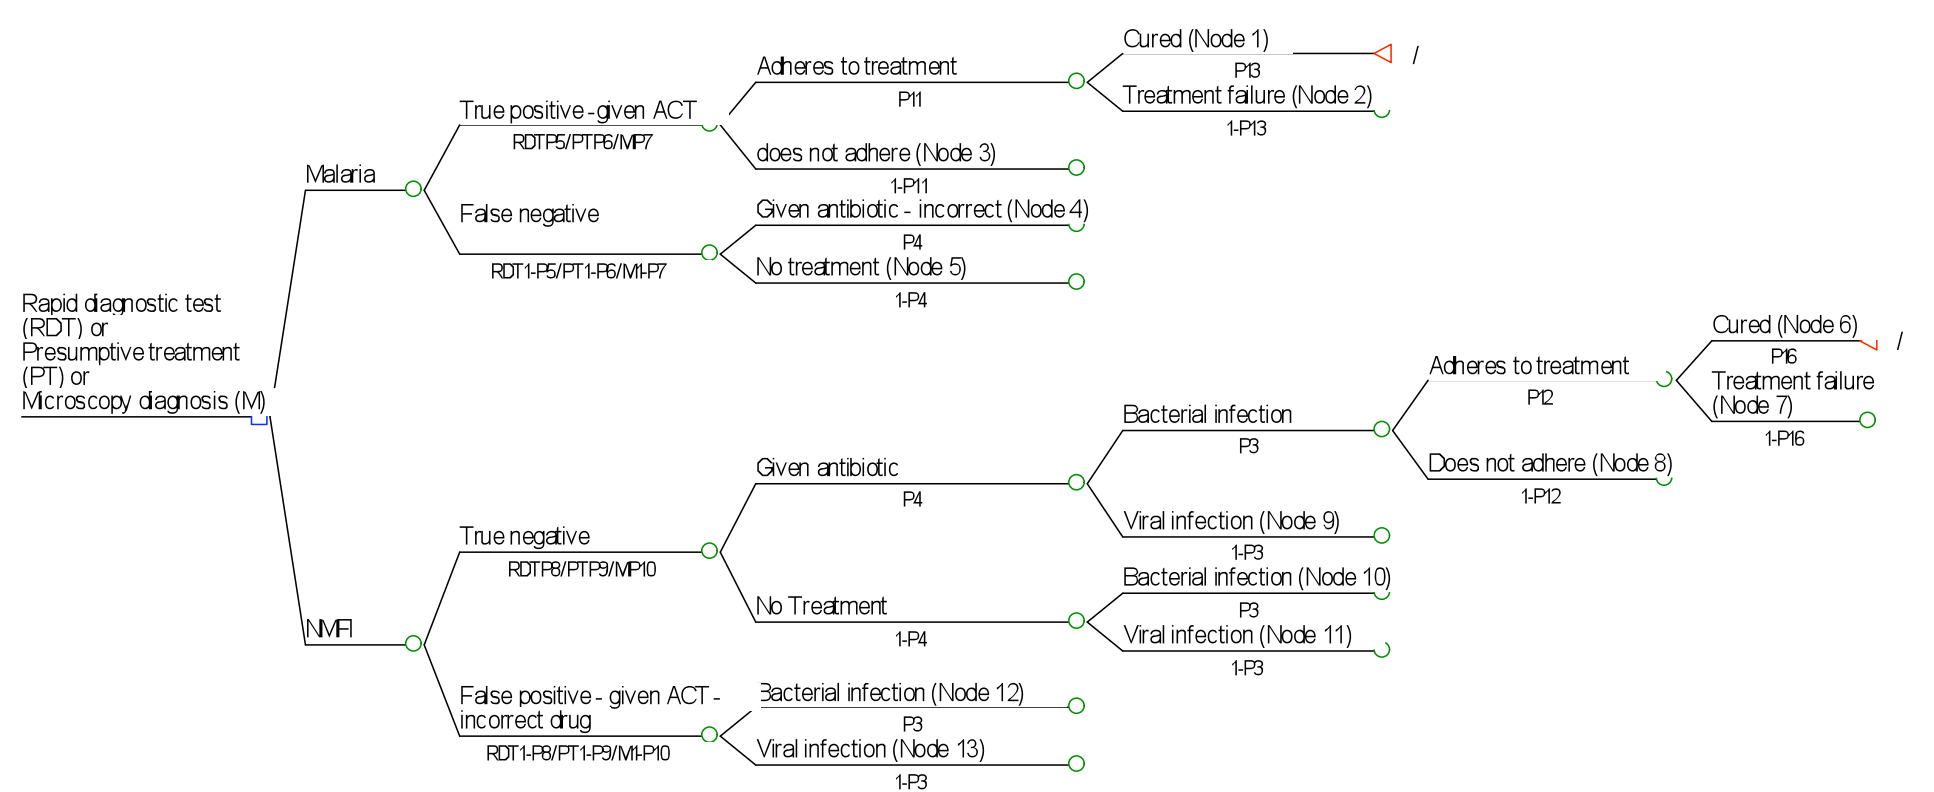 Cured (Node 1)
/
P13
Adheres to treatment
P11
Treatment failure (Node 2)
1-P13
True positive - given ACT
RDTP5/PTP6/MP7
does not adhere (Node 3)
1-P11
Malaria
False negative
RDT1-P5/PT1-P6/M1-P7
Given antibiotic - incorrect (Node 4)
P4
No treatment (Node 5)
1-P4
Rapid diagnostic test
(RDT) or
Presumptive treatment
(PT) or
Microscopy diagnosis (M)
Cured (Node 6)
/
P16
Adheres to treatment
P12
Treatment failure
(Node 7)
1-P16
Bacterial infection
P3
Does not adhere (Node 8)
1-P12
Given antibiotic
P4
Viral infection (Node 9)
1-P3
True negative
RDTP8/PTP9/MP10
Bacterial infection (Node 10)
P3
No Treatment
1-P4
Viral infection (Node 11)
1-P3
NMFI
False positive - given ACT -
incorrect drug
RDT1-P8/PT1-P9/M1-P10
Bacterial infection (Node 12)
P3
Viral infection (Node 13)
1-P3